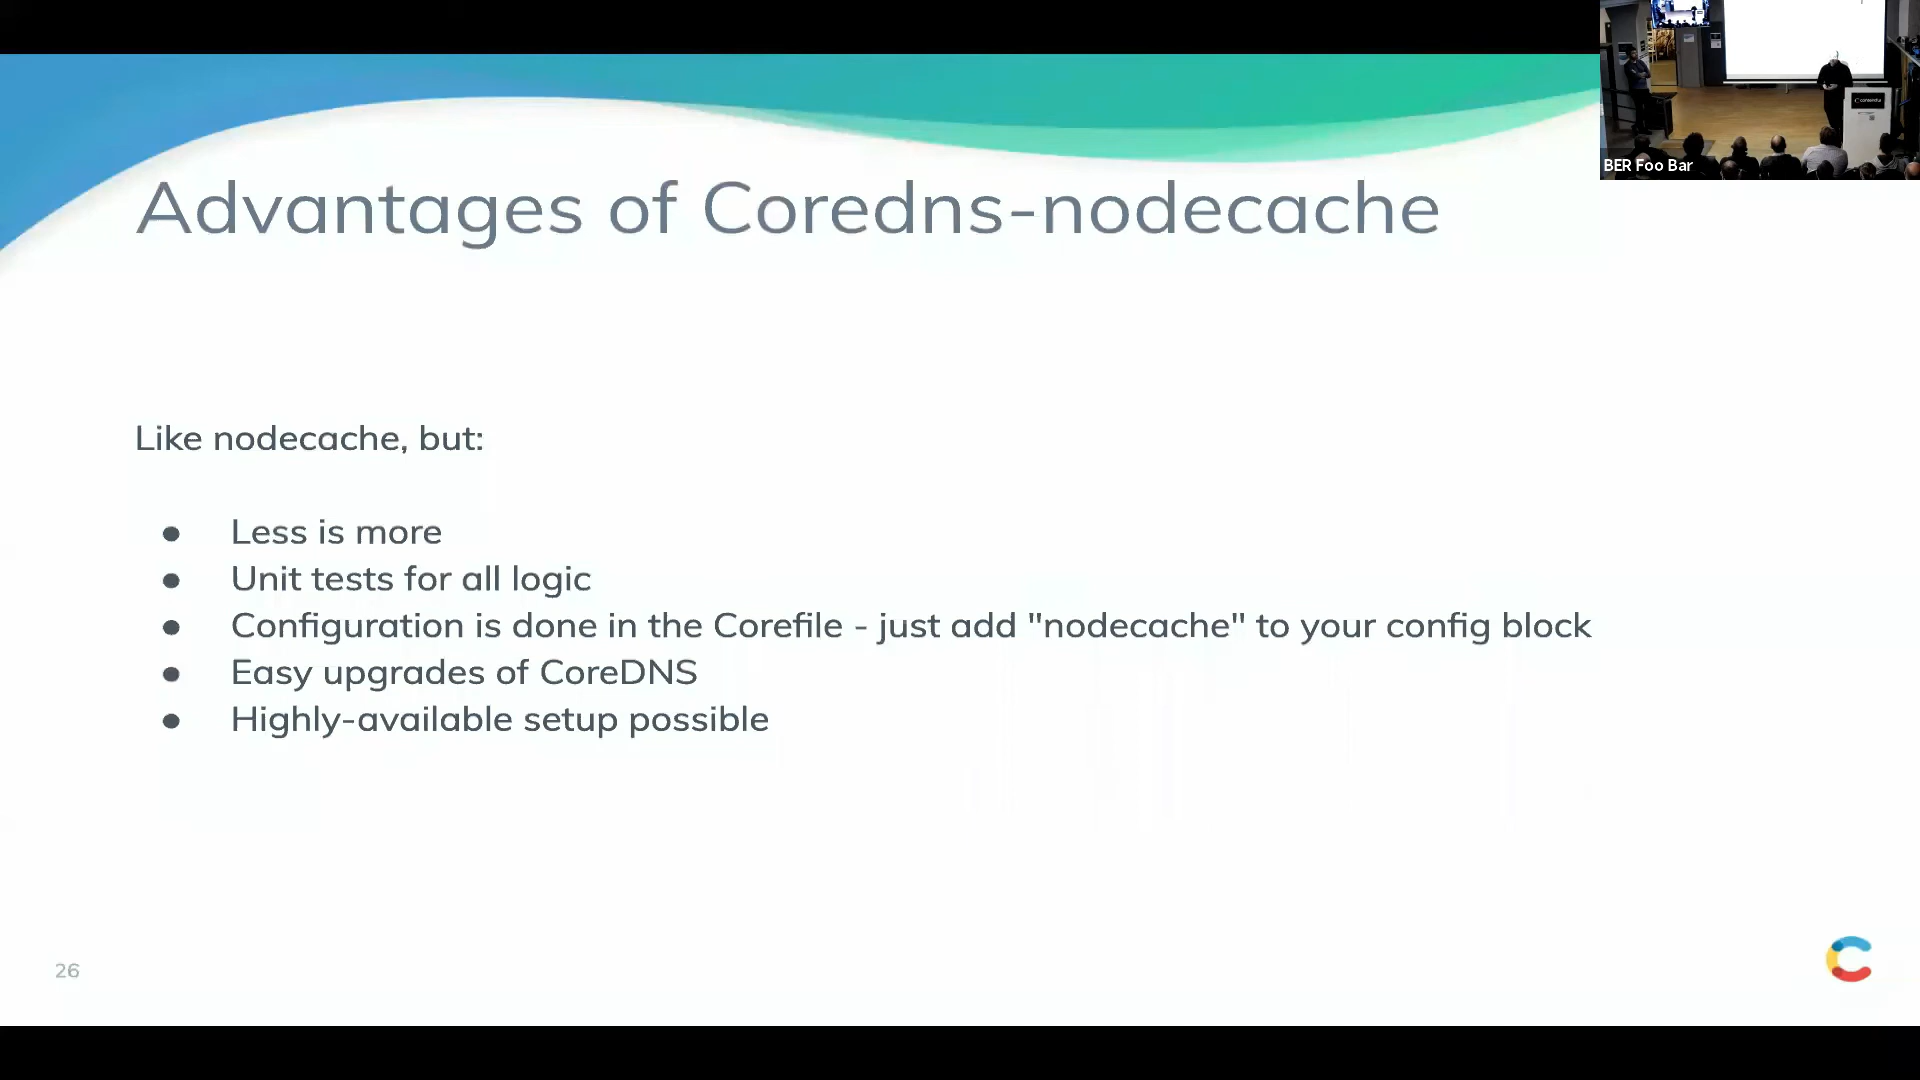 BER Foo Bar
Advantages of Coredns-nodecache
Like nodecache, but:
● Less is more
● Unit tests for all logic
● Configuration is done in the Corefile - just add "nodecache" to your config block
● Easy upgrades of CoreDNS
● Highly-available setup possible
26